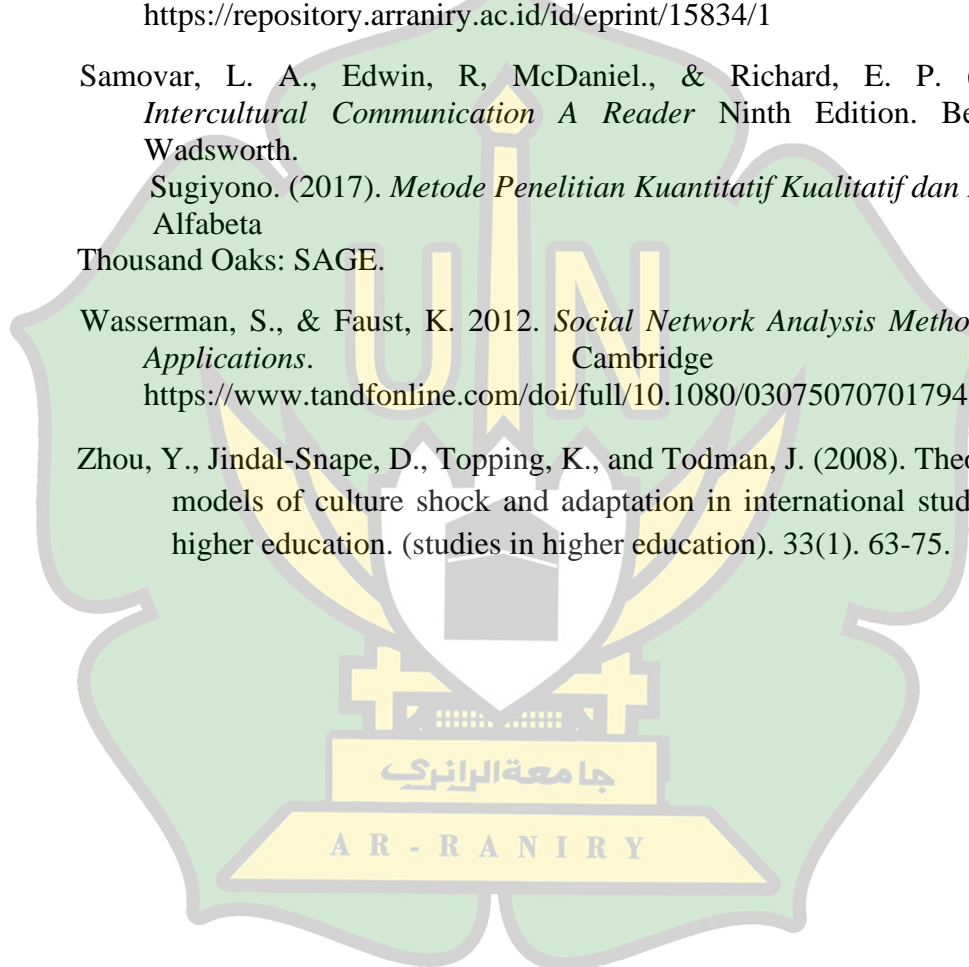 https://repository.arraniry.ac.id/id/eprint/15834/1
Samovar, L. A., Edwin, R, McDaniel., & Richard, E. P. (
Intercultural Communication A Reader Ninth Edition.
Wadsworth.
Sugiyono. (2017). Metode Penelitian Kuantitatif Kualitatif dan
Alfabeta
Thousand Oaks: SAGE.
Wasserman, S., & Faust, K. 2012. Social Network Analysis
Applications. Cambridge
https://www.tandfonline.com/doi/full/10.1080/03075070701794
Zhou, Y., Jindal-Snape, D., Topping, K., and Todman, J. (2008).
models of culture shock and adaptation in international
higher education. (studies in higher education). 33(1). 63-75.
UIN
جامعة الرانري
AR-RANIRY